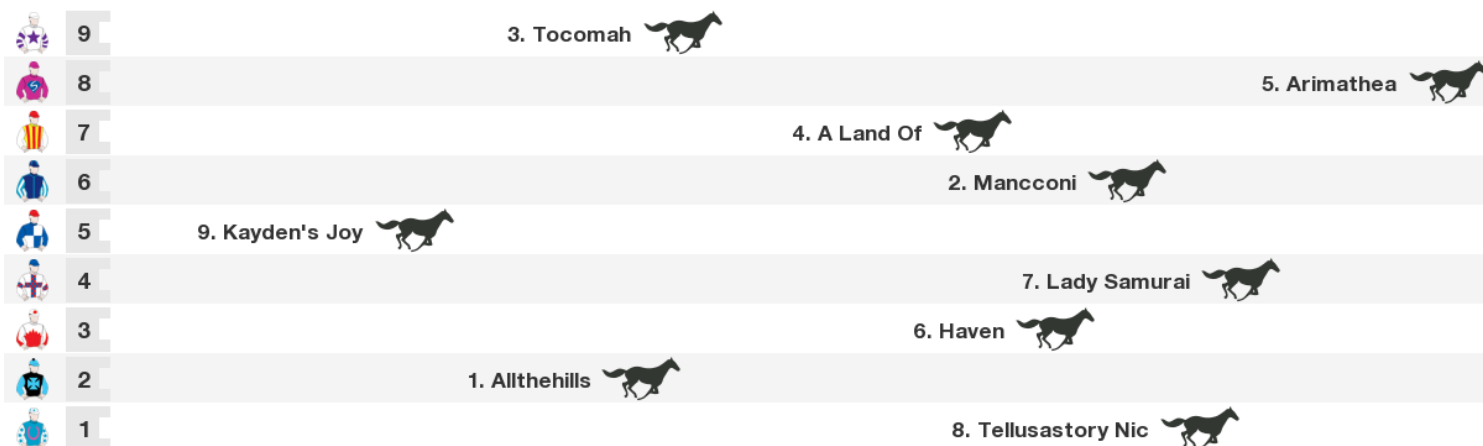 9 3. Tocomah
8 5. Arimathea
7 4. A Land Of
6 2. Mancconi
5 9. Kayden's Joy
4 7. Lady Samurai
3 6. Haven
2 1. Allthehills
1 8. Tellusastory Nic